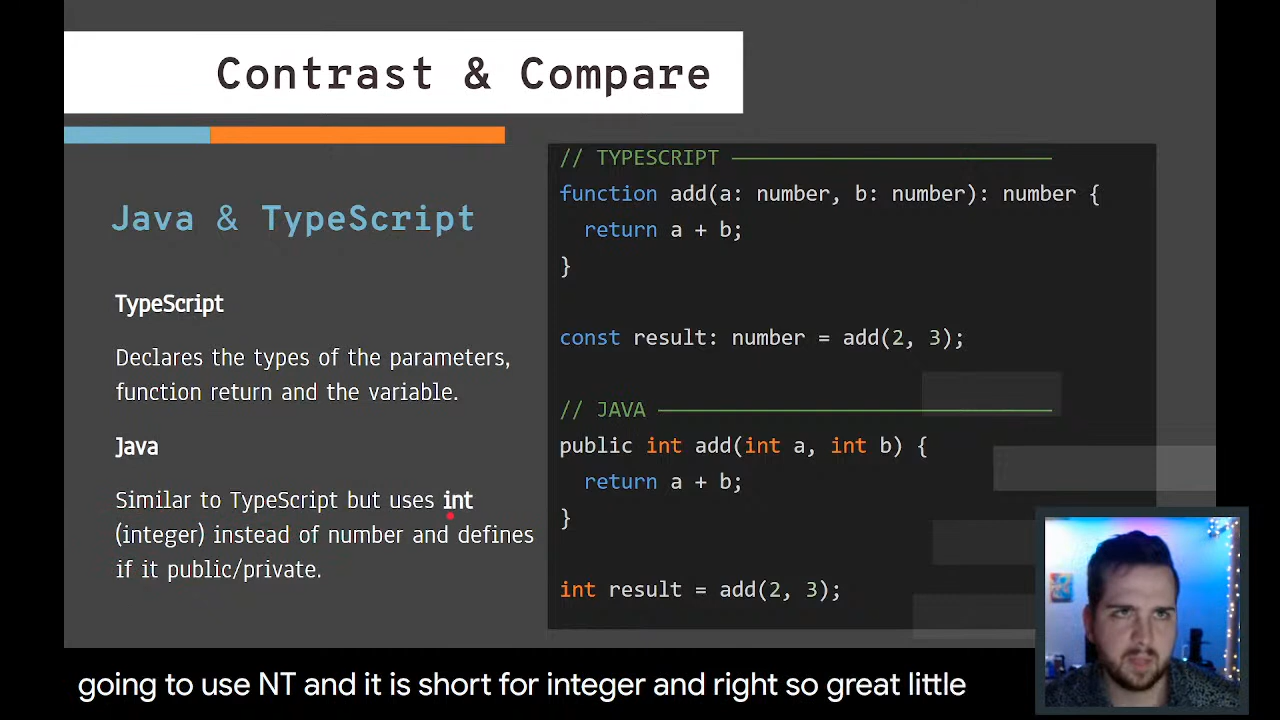 Contrast & Compare
Java & TypeScript
TypeScript
Declares the types of the parameters,
function return and the variable.
Java
Similar to TypeScript but uses int
(integer) instead of number and defines
if it public/private.
// TYPESCRIPT
function add(a: number, b: number): number {
return a + b;
}
const result: number = add(2, 3);
// JAVA
public int add(int a, int b) {
return a + b;
}
int result = add(2, 3);
going to use NT and it is short for integer and right so great little